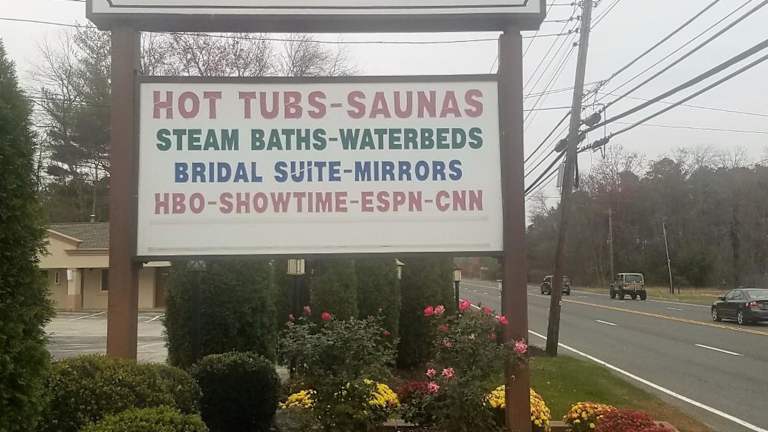 HOT TUBS-SAUNAS
STEAM BATHS-WATERBEDS
BRIDAL SUiTE-MIRRORS
HBO-SHOWTIME-ESPN-CNN